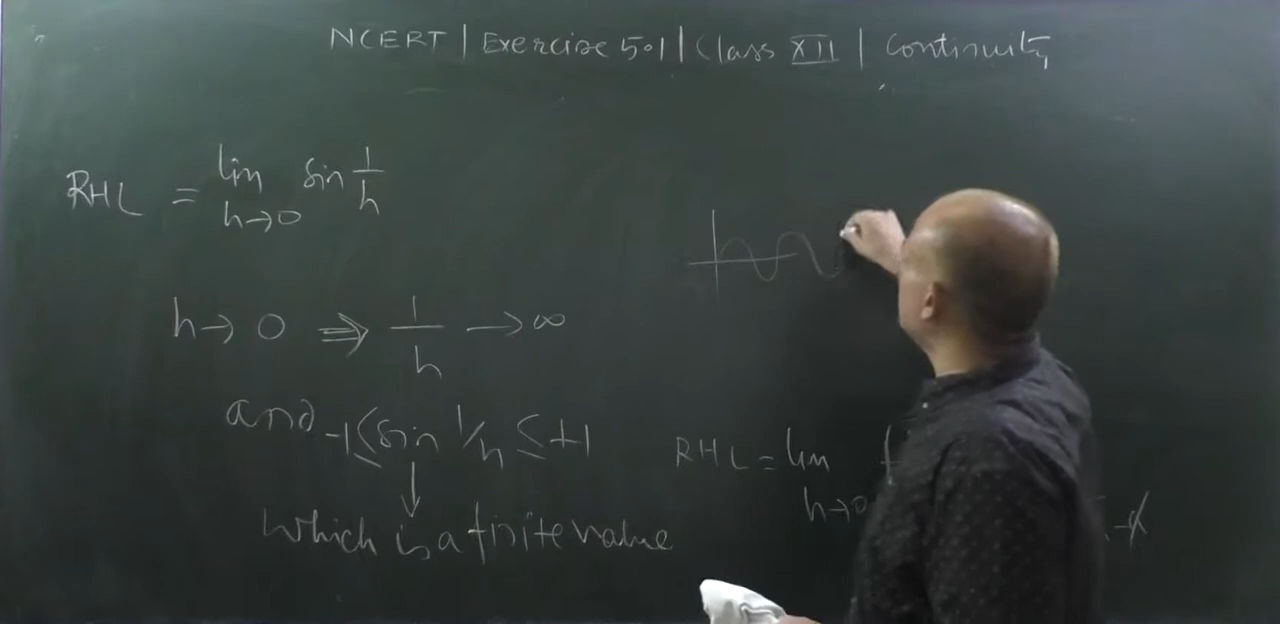 NCERT | Exercise 5.1 | Class XII | Continuity
RHL = lim h→0 sin 1/h
h → 0 ⇒ 1/h → ∞
and -1 ≤ sin 1/h ≤ +1
↓
which is a finite value
RHL = lim h→0